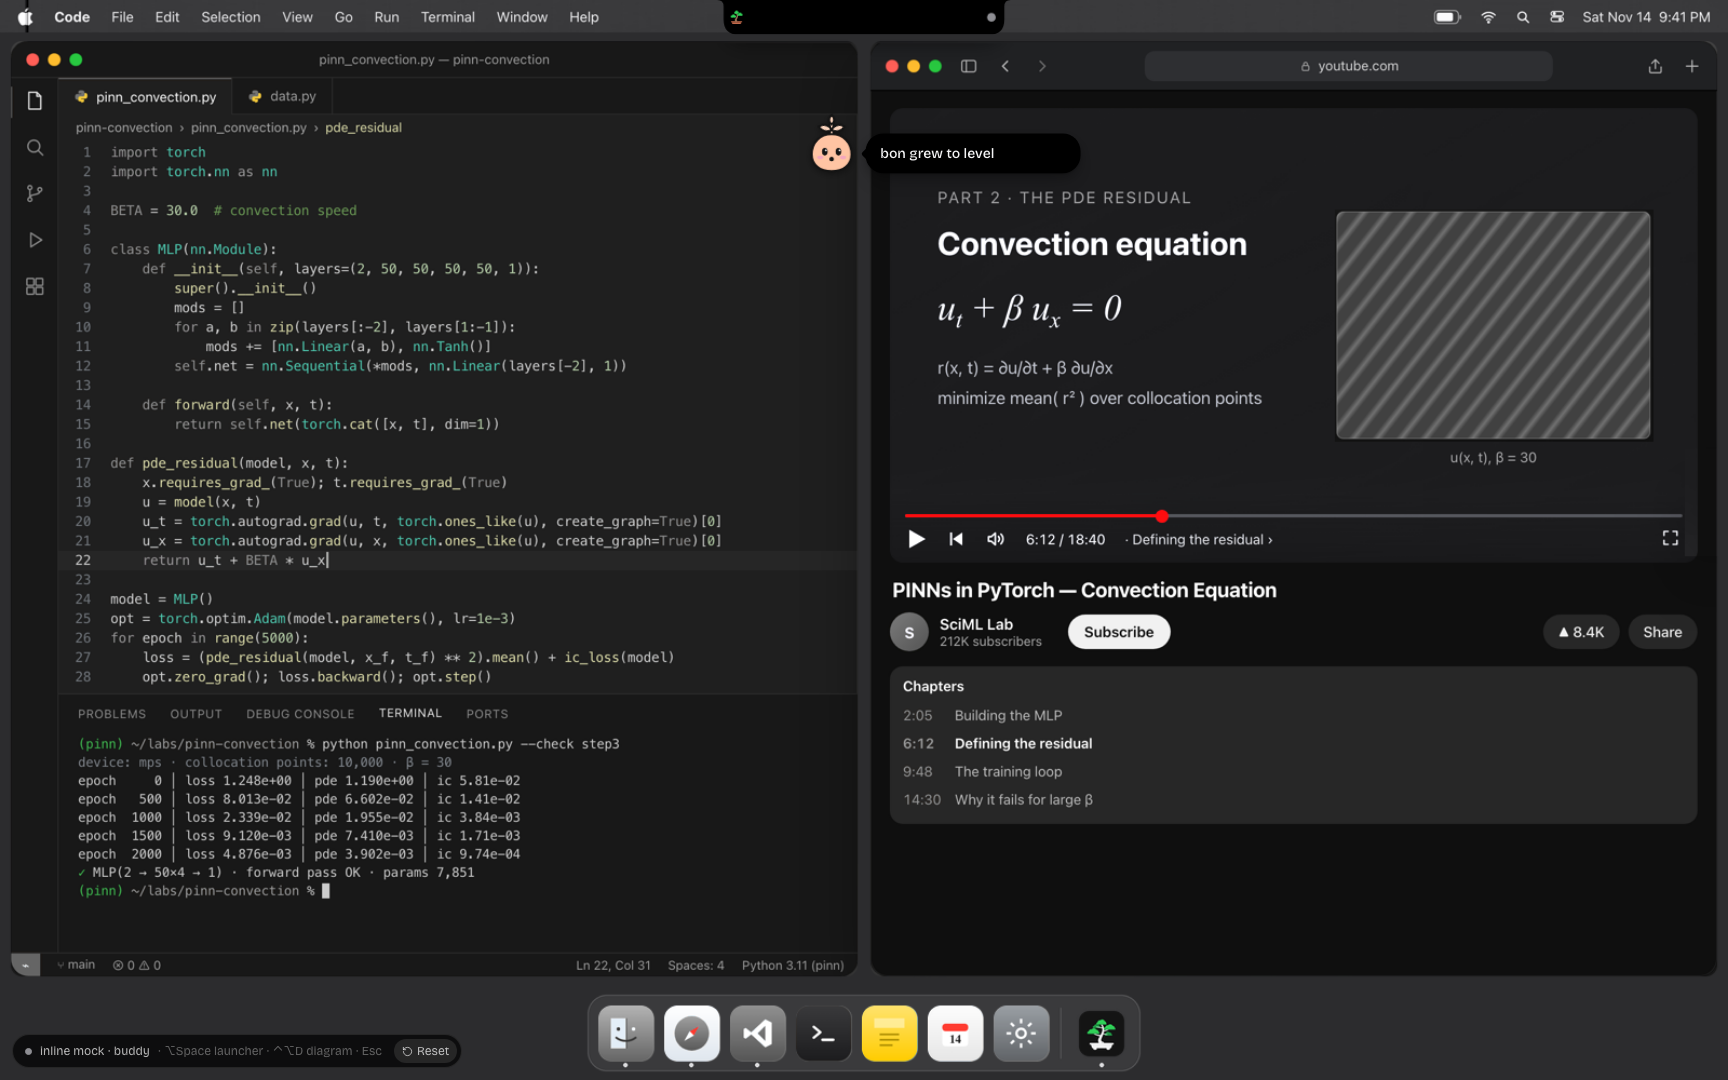 Code File Edit Selection View Go Run Terminal Window Help
Sat Nov 14 9:41 PM
pinn_convection.py — pinn-convection
pinn_convection.py data.py
pinn-convection › pinn_convection.py › pde_residual
1 import torch
2 import torch.nn as nn
3
4 BETA = 30.0  # convection speed
5
6 class MLP(nn.Module):
7     def __init__(self, layers=(2, 50, 50, 50, 50, 1)):
8         super().__init__()
9         mods = []
10         for a, b in zip(layers[:-2], layers[1:-1]):
11             mods += [nn.Linear(a, b), nn.Tanh()]
12         self.net = nn.Sequential(*mods, nn.Linear(layers[-2], 1))
13
14     def forward(self, x, t):
15         return self.net(torch.cat([x, t], dim=1))
16
17 def pde_residual(model, x, t):
18     x.requires_grad_(True); t.requires_grad_(True)
19     u = model(x, t)
20     u_t = torch.autograd.grad(u, t, torch.ones_like(u), create_graph=True)[0]
21     u_x = torch.autograd.grad(u, x, torch.ones_like(u), create_graph=True)[0]
22     return u_t + BETA * u_x
23
24 model = MLP()
25 opt = torch.optim.Adam(model.parameters(), lr=1e-3)
26 for epoch in range(5000):
27     loss = (pde_residual(model, x_f, t_f) ** 2).mean() + ic_loss(model)
28     opt.zero_grad(); loss.backward(); opt.step()
PROBLEMS OUTPUT DEBUG CONSOLE TERMINAL PORTS
(pinn) ~/labs/pinn-convection % python pinn_convection.py --check step3
device: mps · collocation points: 10,000 · β = 30
epoch     0 │ loss 1.248e+00 │ pde 1.190e+00 │ ic 5.81e-02
epoch   500 │ loss 8.013e-02 │ pde 6.602e-02 │ ic 1.41e-02
epoch  1000 │ loss 2.339e-02 │ pde 1.955e-02 │ ic 3.84e-03
epoch  1500 │ loss 9.120e-03 │ pde 7.410e-03 │ ic 1.71e-03
epoch  2000 │ loss 4.876e-03 │ pde 3.902e-03 │ ic 9.74e-04
✓ MLP(2 → 50×4 → 1) · forward pass OK · params 7,851
(pinn) ~/labs/pinn-convection %
main 0 0 Ln 22, Col 31 Spaces: 4 Python 3.11 (pinn)
bon grew to level
youtube.com
PART 2 · THE PDE RESIDUAL
Convection equation
u_t + β u_x = 0
r(x, t) = ∂u/∂t + β ∂u/∂x
minimize mean( r² ) over collocation points
u(x, t), β = 30
6:12 / 18:40 · Defining the residual ›
PINNs in PyTorch — Convection Equation
S
SciML Lab
212K subscribers
Subscribe
▲ 8.4K
Share
Chapters
2:05 Building the MLP
6:12 Defining the residual
9:48 The training loop
14:30 Why it fails for large β
inline mock · buddy · ⌥Space launcher · ⌃⌥D diagram · Esc Reset
14